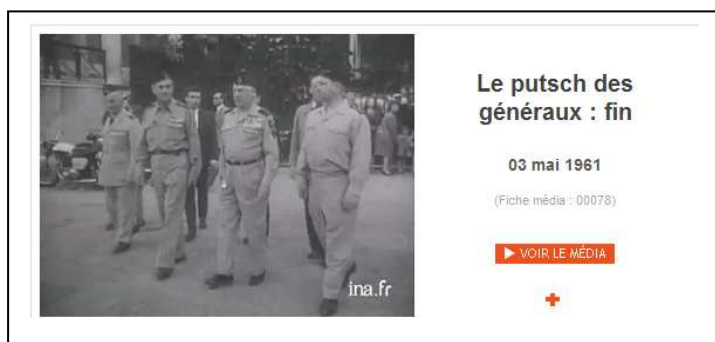 Le putsch des
généraux : fin
03 mai 1961
(Fiche média : 00078)
VOIR LE MÉDIA
ina.fr